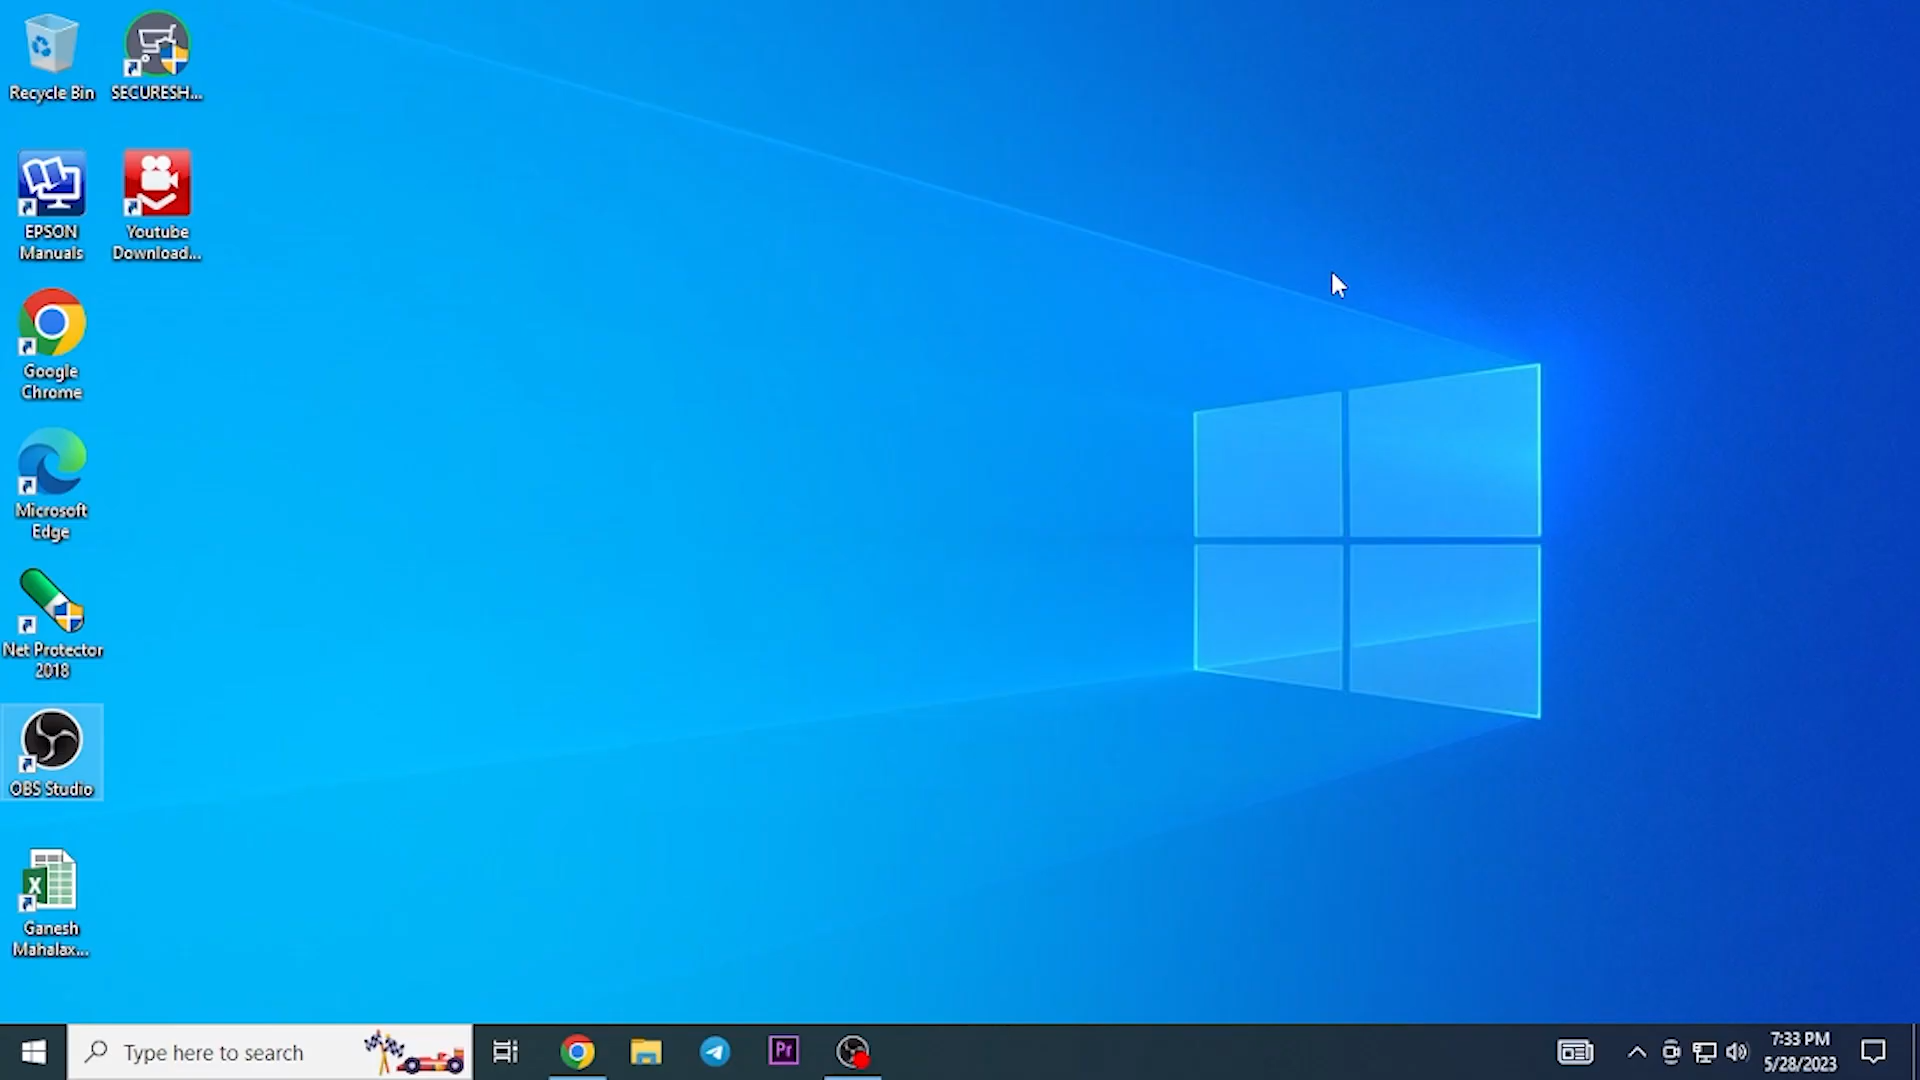 Recycle Bin
SECURESH...
EPSON
Manuals
Youtube
Download...
Google
Chrome
Microsoft
Edge
Net Protector
2018
OBS Studio
X
Ganesh
Mahalax...
Type here to search
Pr
7:33 PM
5/28/2023